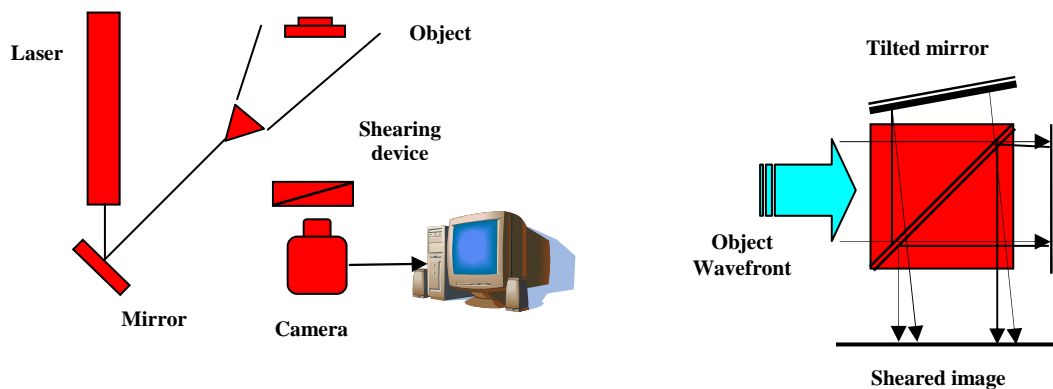 Laser
Object
Shearing
device
Mirror
Camera
Tilted mirror
Object
Wavefront
Sheared image